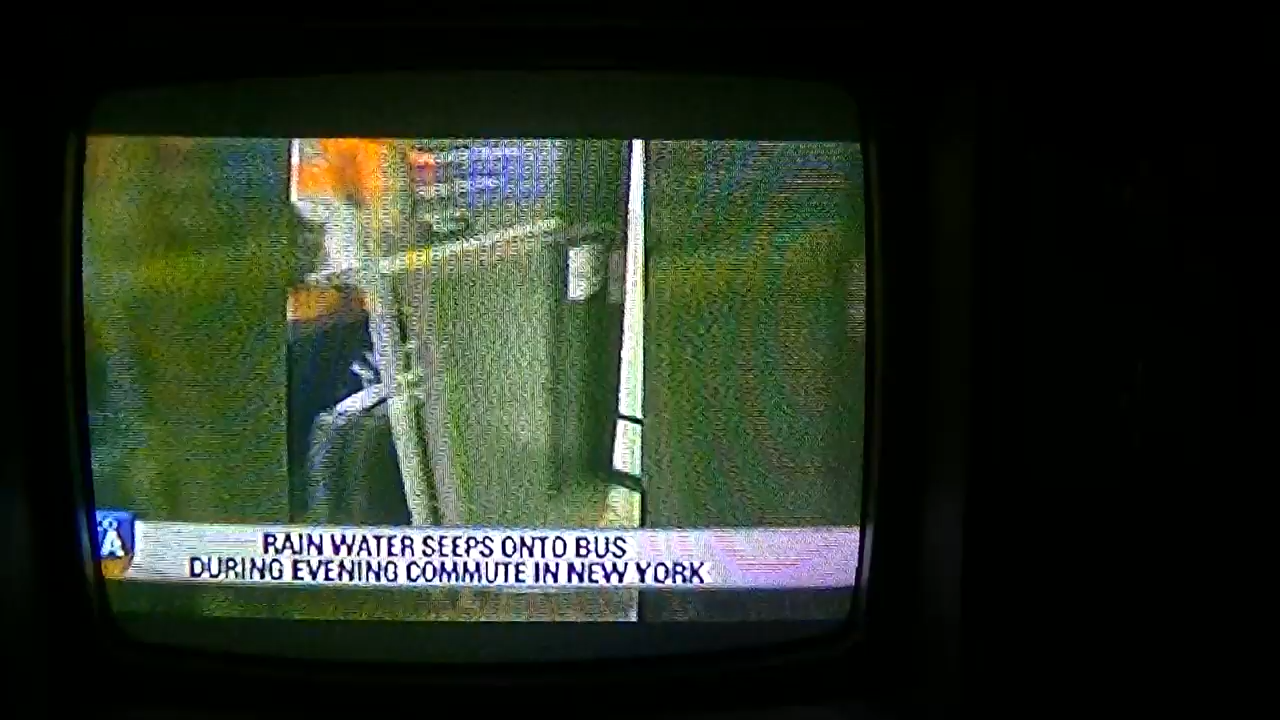 A
RAIN WATER SEEPS ONTO BUS
DURING EVENING COMMUTE IN NEW YORK